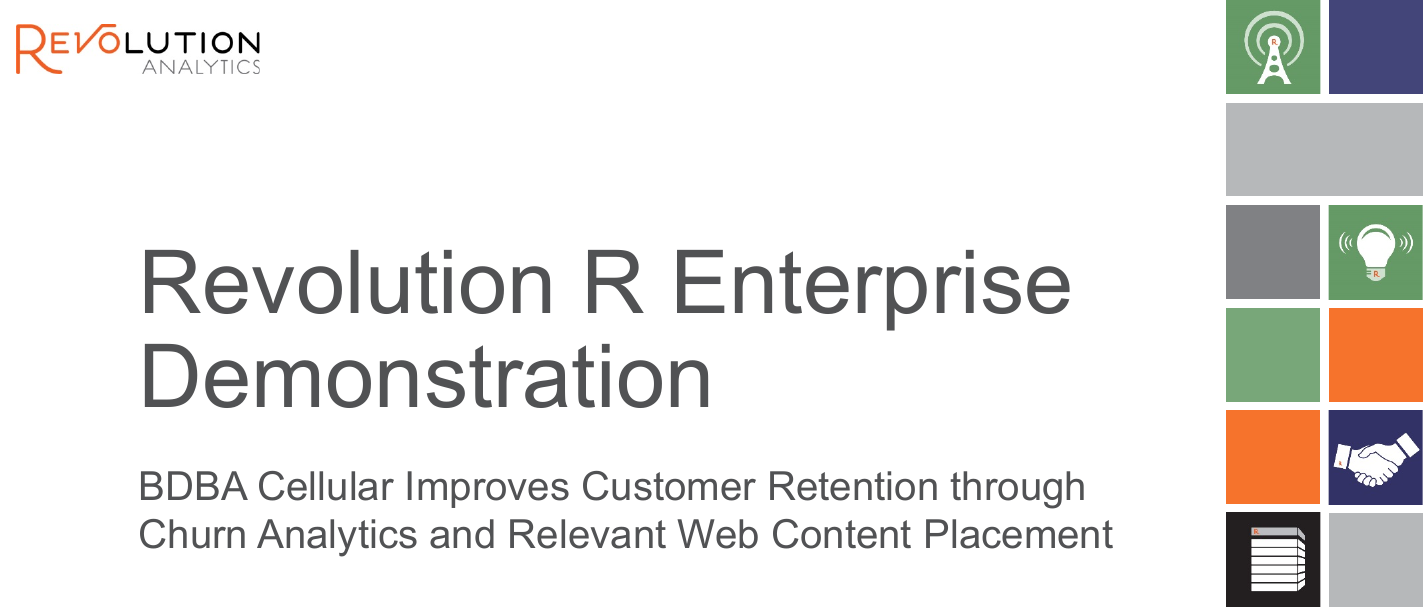 REVOLUTION
ANALYTICS
Revolution R Enterprise
Demonstration
BDBA Cellular Improves Customer Retention through
Churn Analytics and Relevant Web Content Placement
R
R
R
R